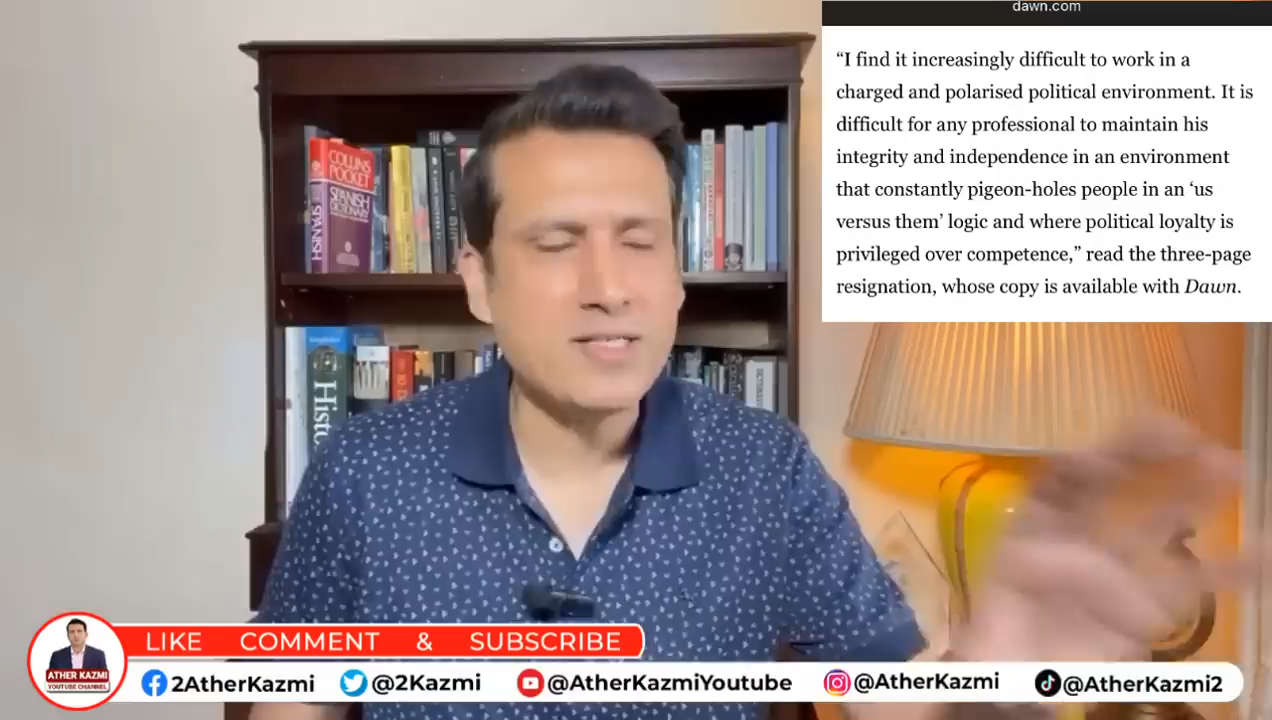 dawn.com
“I find it increasingly difficult to work in a
charged and polarised political environment. It is
difficult for any professional to maintain his
integrity and independence in an environment
that constantly pigeon-holes people in an ‘us
versus them’ logic and where political loyalty is
privileged over competence,” read the three-page
resignation, whose copy is available with Dawn.
COLLINS
POCKET
SPANISH
DICTIONARY
SPANISH
LIKE COMMENT & SUBSCRIBE
ATHER KAZMI
YOUTUBE CHANNEL
2AtherKazmi @2Kazmi @AtherKazmiYoutube @AtherKazmi @AtherKazmi2